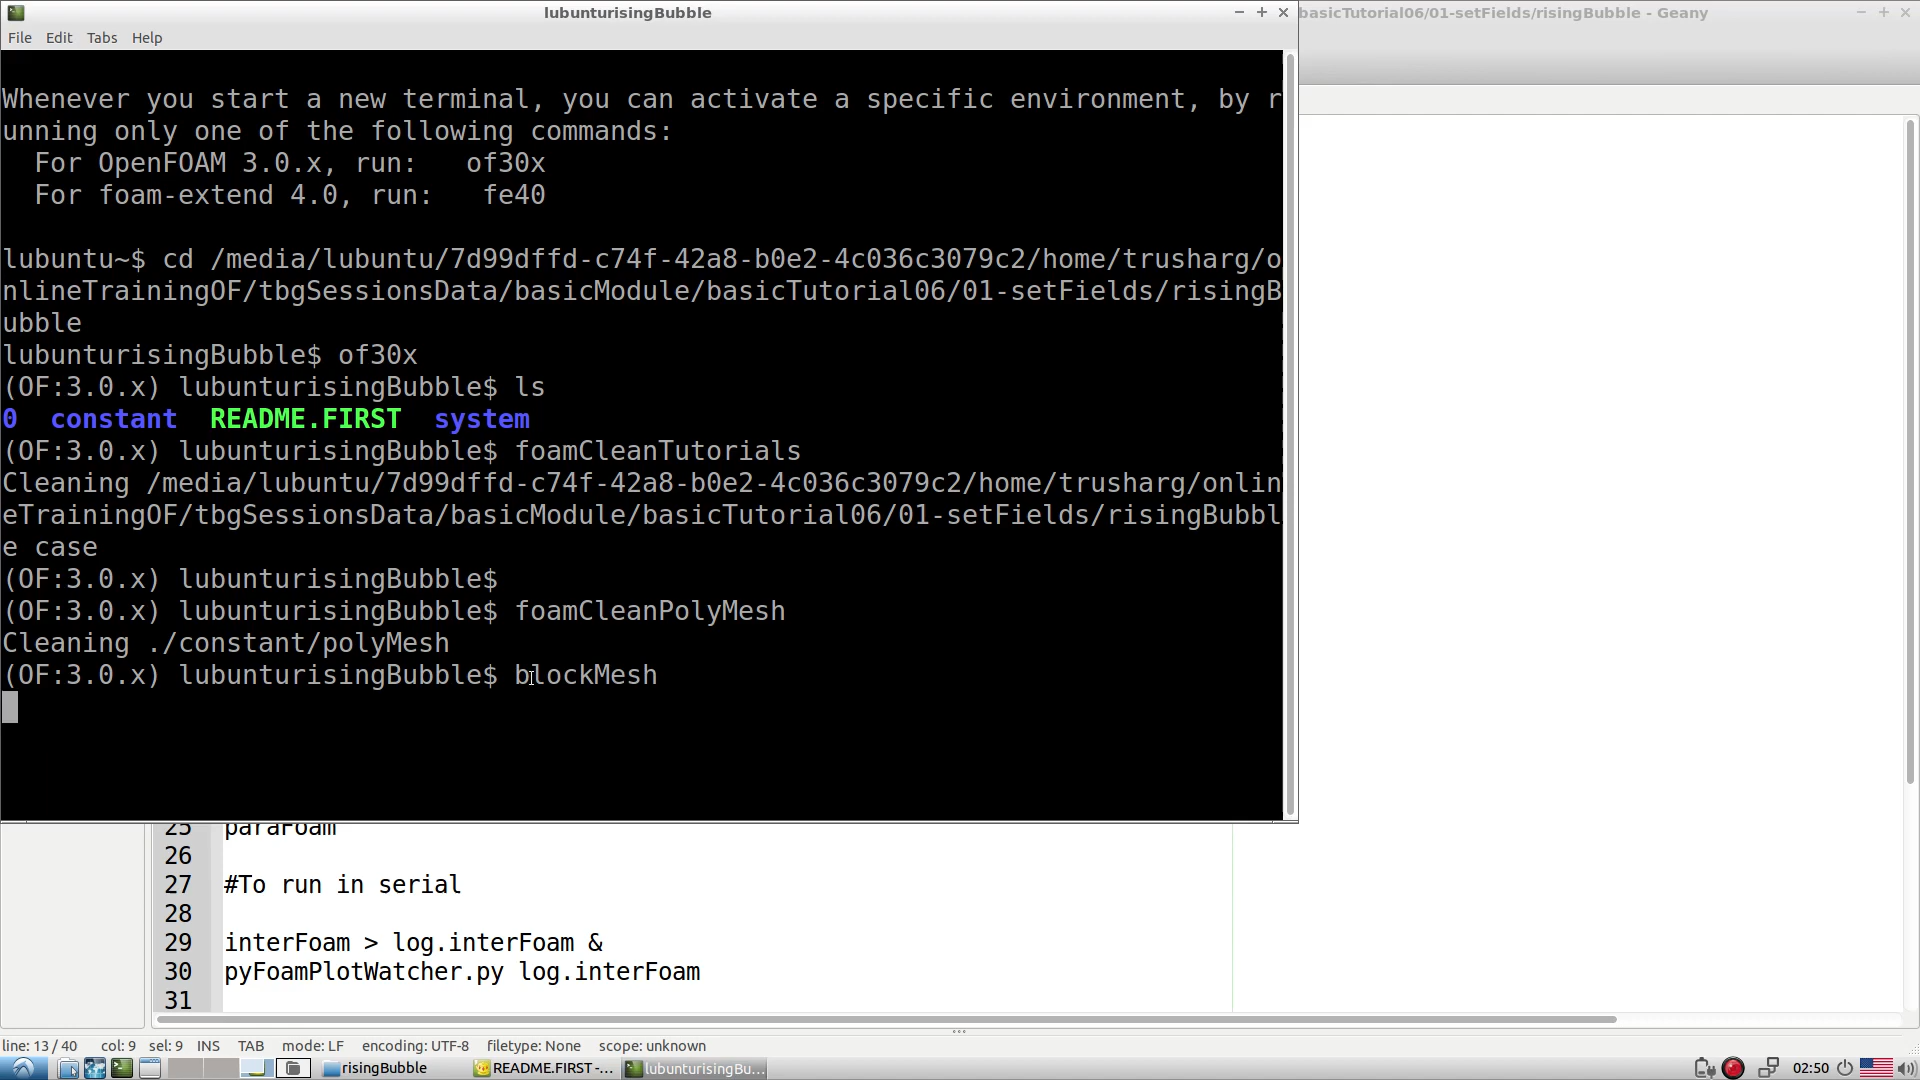 lubunturisingBubble
basicTutorial06/01-setFields/risingBubble - Geany
File Edit Tabs Help
Whenever you start a new terminal, you can activate a specific environment, by r
unning only one of the following commands:
For OpenFOAM 3.0.x, run: of30x
For foam-extend 4.0, run: fe40
lubuntu~$ cd /media/lubuntu/7d99dffd-c74f-42a8-b0e2-4c036c3079c2/home/trusharg/o
nlineTrainingOF/tbgSessionsData/basicModule/basicTutorial06/01-setFields/risingB
ubble
lubunturisingBubble$ of30x
(OF:3.0.x) lubunturisingBubble$ ls
0 constant README.FIRST system
(OF:3.0.x) lubunturisingBubble$ foamCleanTutorials
Cleaning /media/lubuntu/7d99dffd-c74f-42a8-b0e2-4c036c3079c2/home/trusharg/onlin
eTrainingOF/tbgSessionsData/basicModule/basicTutorial06/01-setFields/risingBubbl
e case
(OF:3.0.x) lubunturisingBubble$
(OF:3.0.x) lubunturisingBubble$ foamCleanPolyMesh
Cleaning ./constant/polyMesh
(OF:3.0.x) lubunturisingBubble$ blockMesh
25 paraFoam
26
27 #To run in serial
28
29 interFoam > log.interFoam &
30 pyFoamPlotWatcher.py log.interFoam
31
line: 13 / 40 col: 9 sel: 9 INS TAB mode: LF encoding: UTF-8 filetype: None scope: unknown
risingBubble README.FIRST -... lubunturisingBu... 02:50